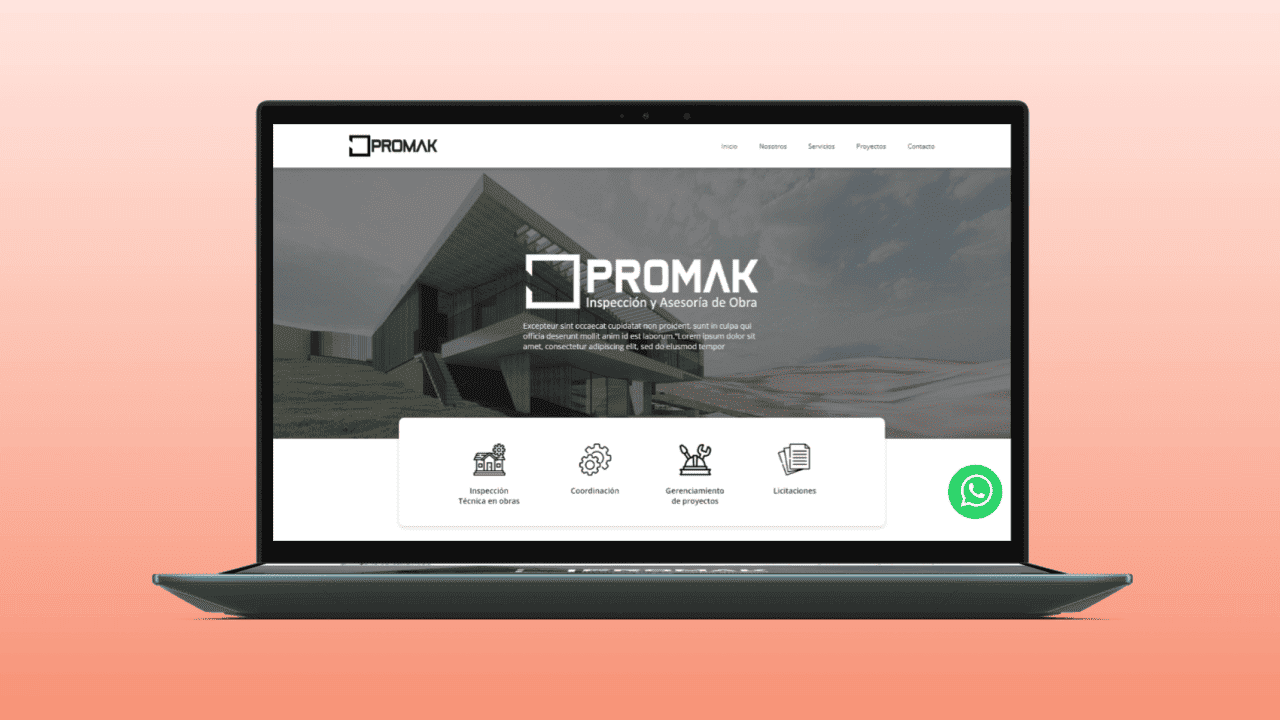 PROMAK
Inicio Nosotros Servicios Proyectos Contacto
PROMAK
Inspección y Asesoría de Obra
Excepteur sint occaecat cupidatat non proident, sunt in culpa qui
officia deserunt mollit anim id est laborum."Lorem ipsum dolor sit
amet, consectetur adipiscing elit, sed do eiusmod tempor
Inspección
Técnica en obras
Coordinación
Gerenciamiento
de proyectos
Licitaciones